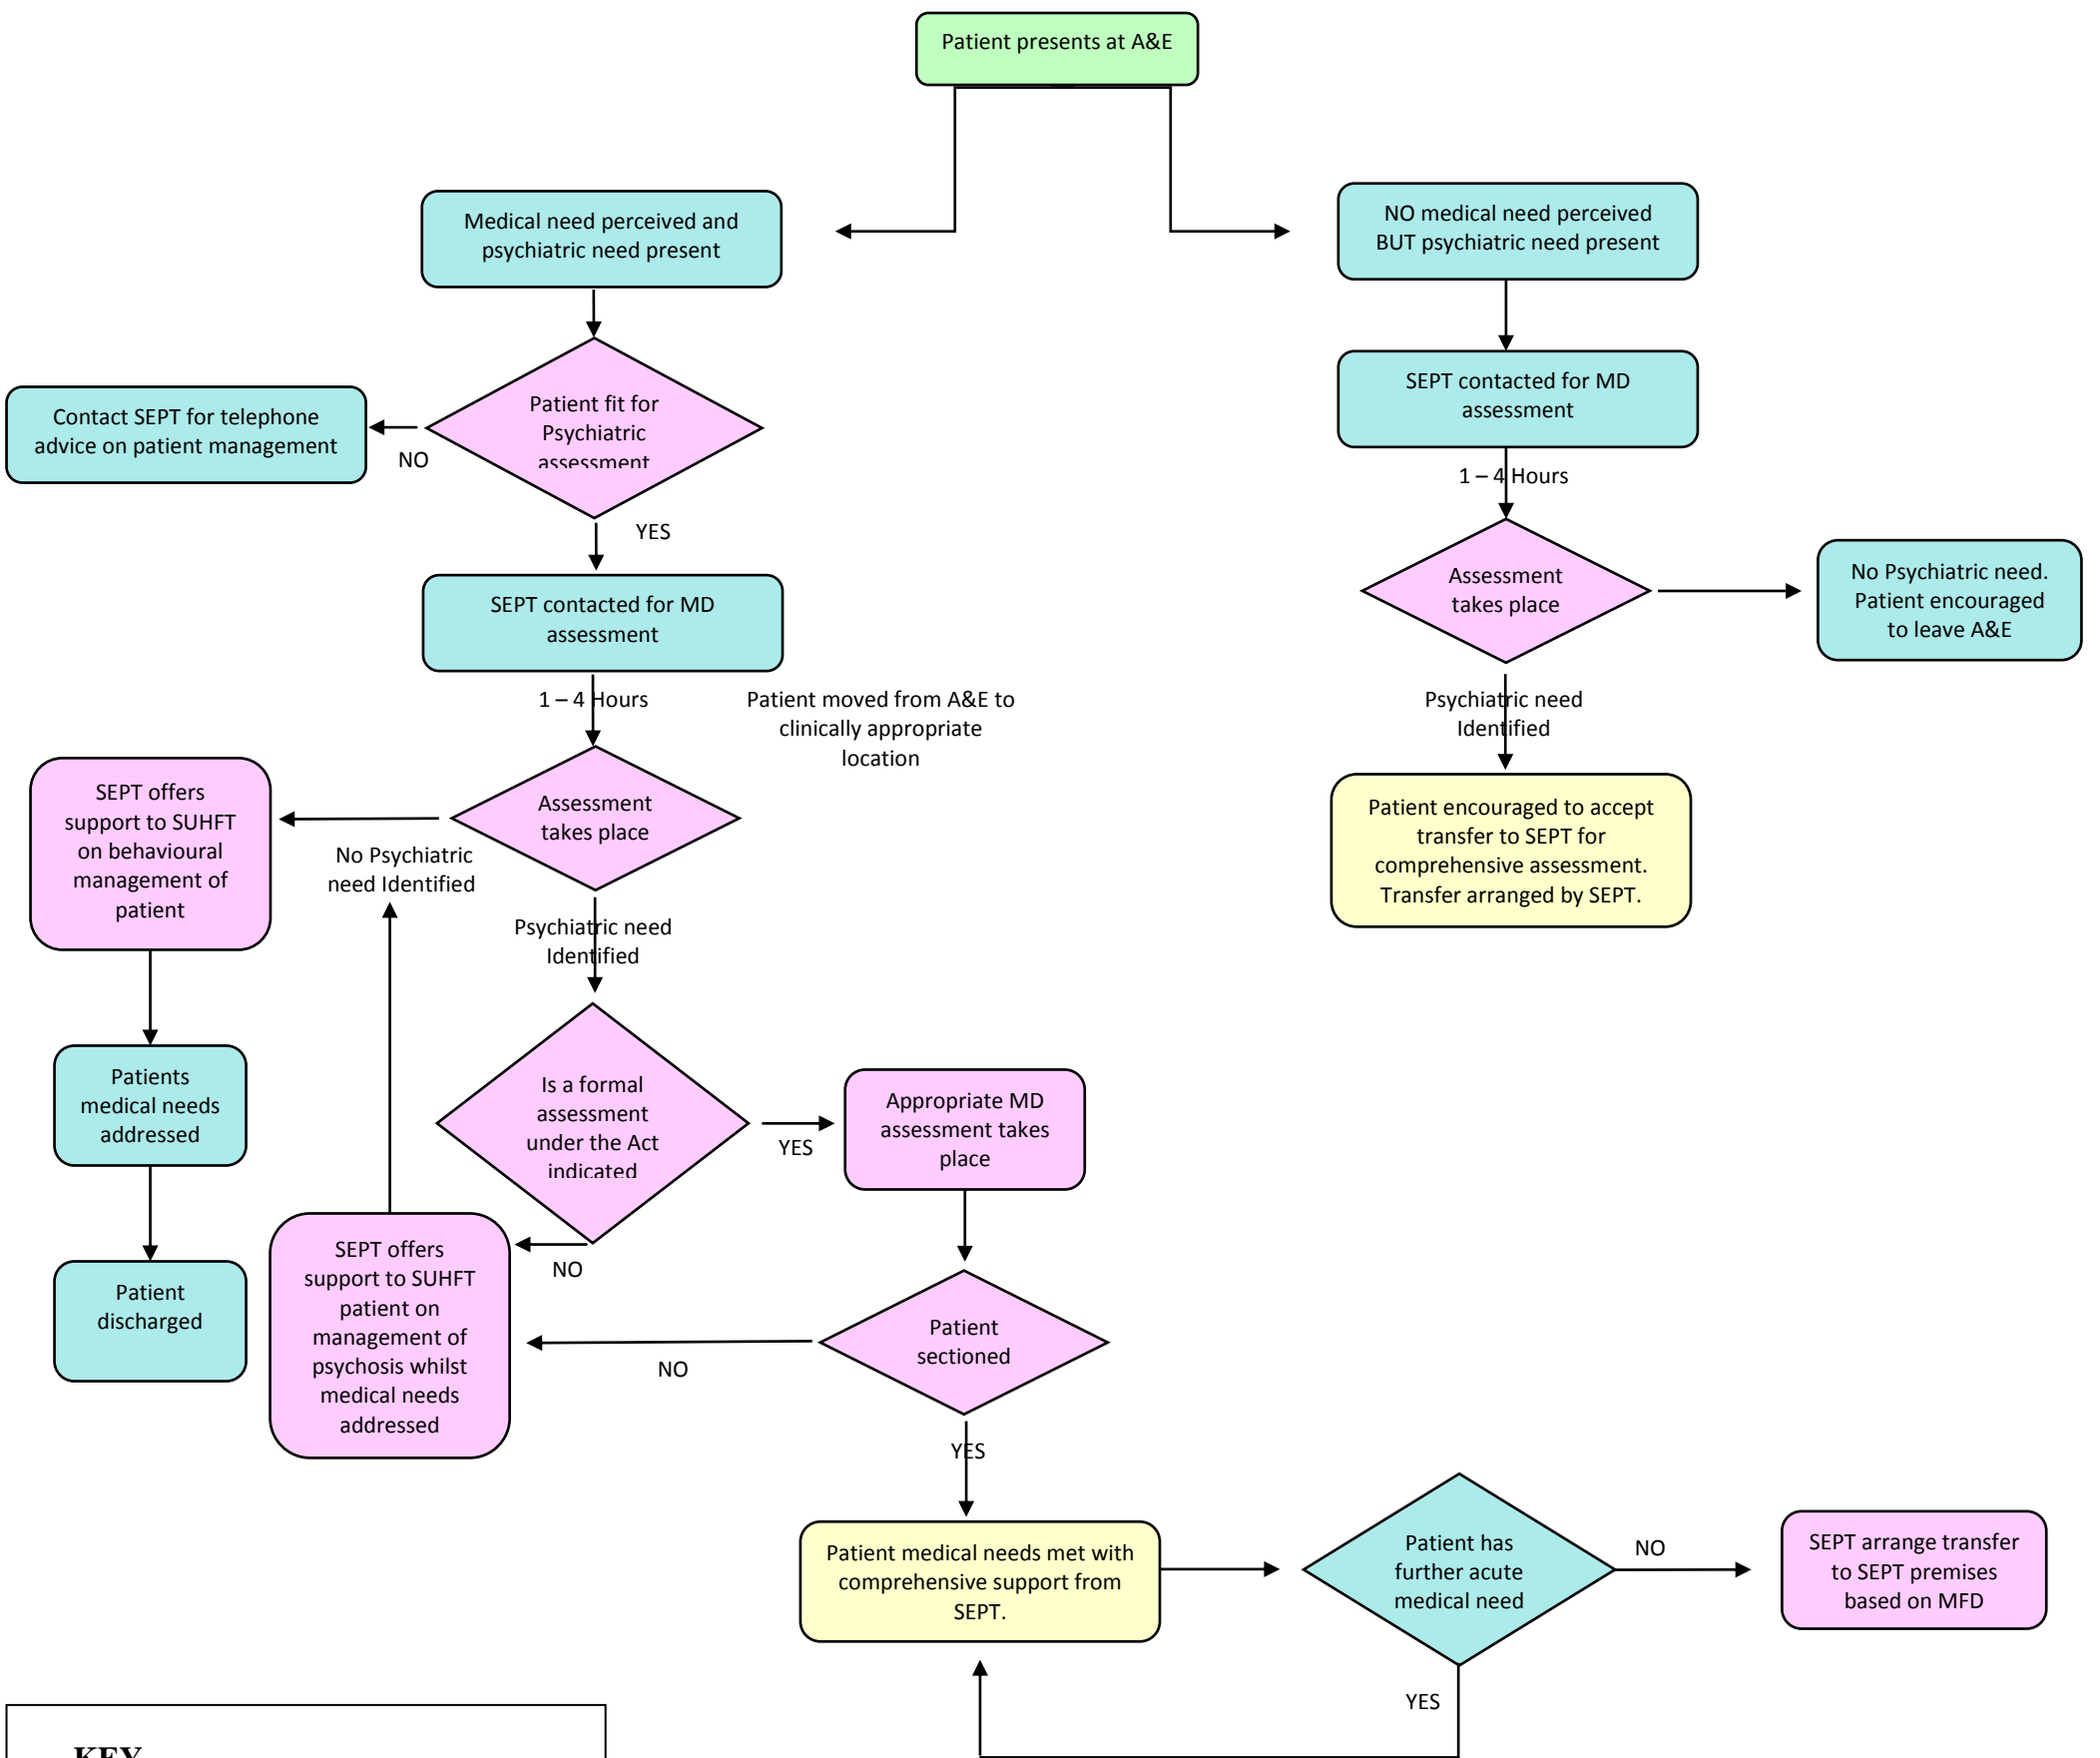 Patient presents at A&E
Medical need perceived and
psychiatric need present
NO medical need perceived
BUT psychiatric need present
Contact SEPT for telephone
advice on patient management
NO
Patient fit for
Psychiatric
assessment
YES
SEPT contacted for MD
assessment
1 – 4 Hours
Assessment
takes place
No Psychiatric need.
Patient encouraged
to leave A&E
Psychiatric need
Identified
Patient encouraged to accept
transfer to SEPT for
comprehensive assessment.
Transfer arranged by SEPT.
SEPT contacted for MD
assessment
1 – 4 Hours
Patient moved from A&E to
clinically appropriate
location
Assessment
takes place
SEPT offers
support to SUHFT
on behavioural
management of
patient
No Psychiatric
need Identified
Psychiatric need
Identified
Patients
medical needs
addressed
Patient
discharged
Is a formal
assessment
under the Act
indicated
YES
Appropriate MD
assessment takes
place
NO
SEPT offers
support to SUHFT
patient on
management of
psychosis whilst
medical needs
addressed
NO
Patient
sectioned
YES
Patient medical needs met with
comprehensive support from
SEPT.
Patient has
further acute
medical need
NO
SEPT arrange transfer
to SEPT premises
based on MFD
YES
KEY